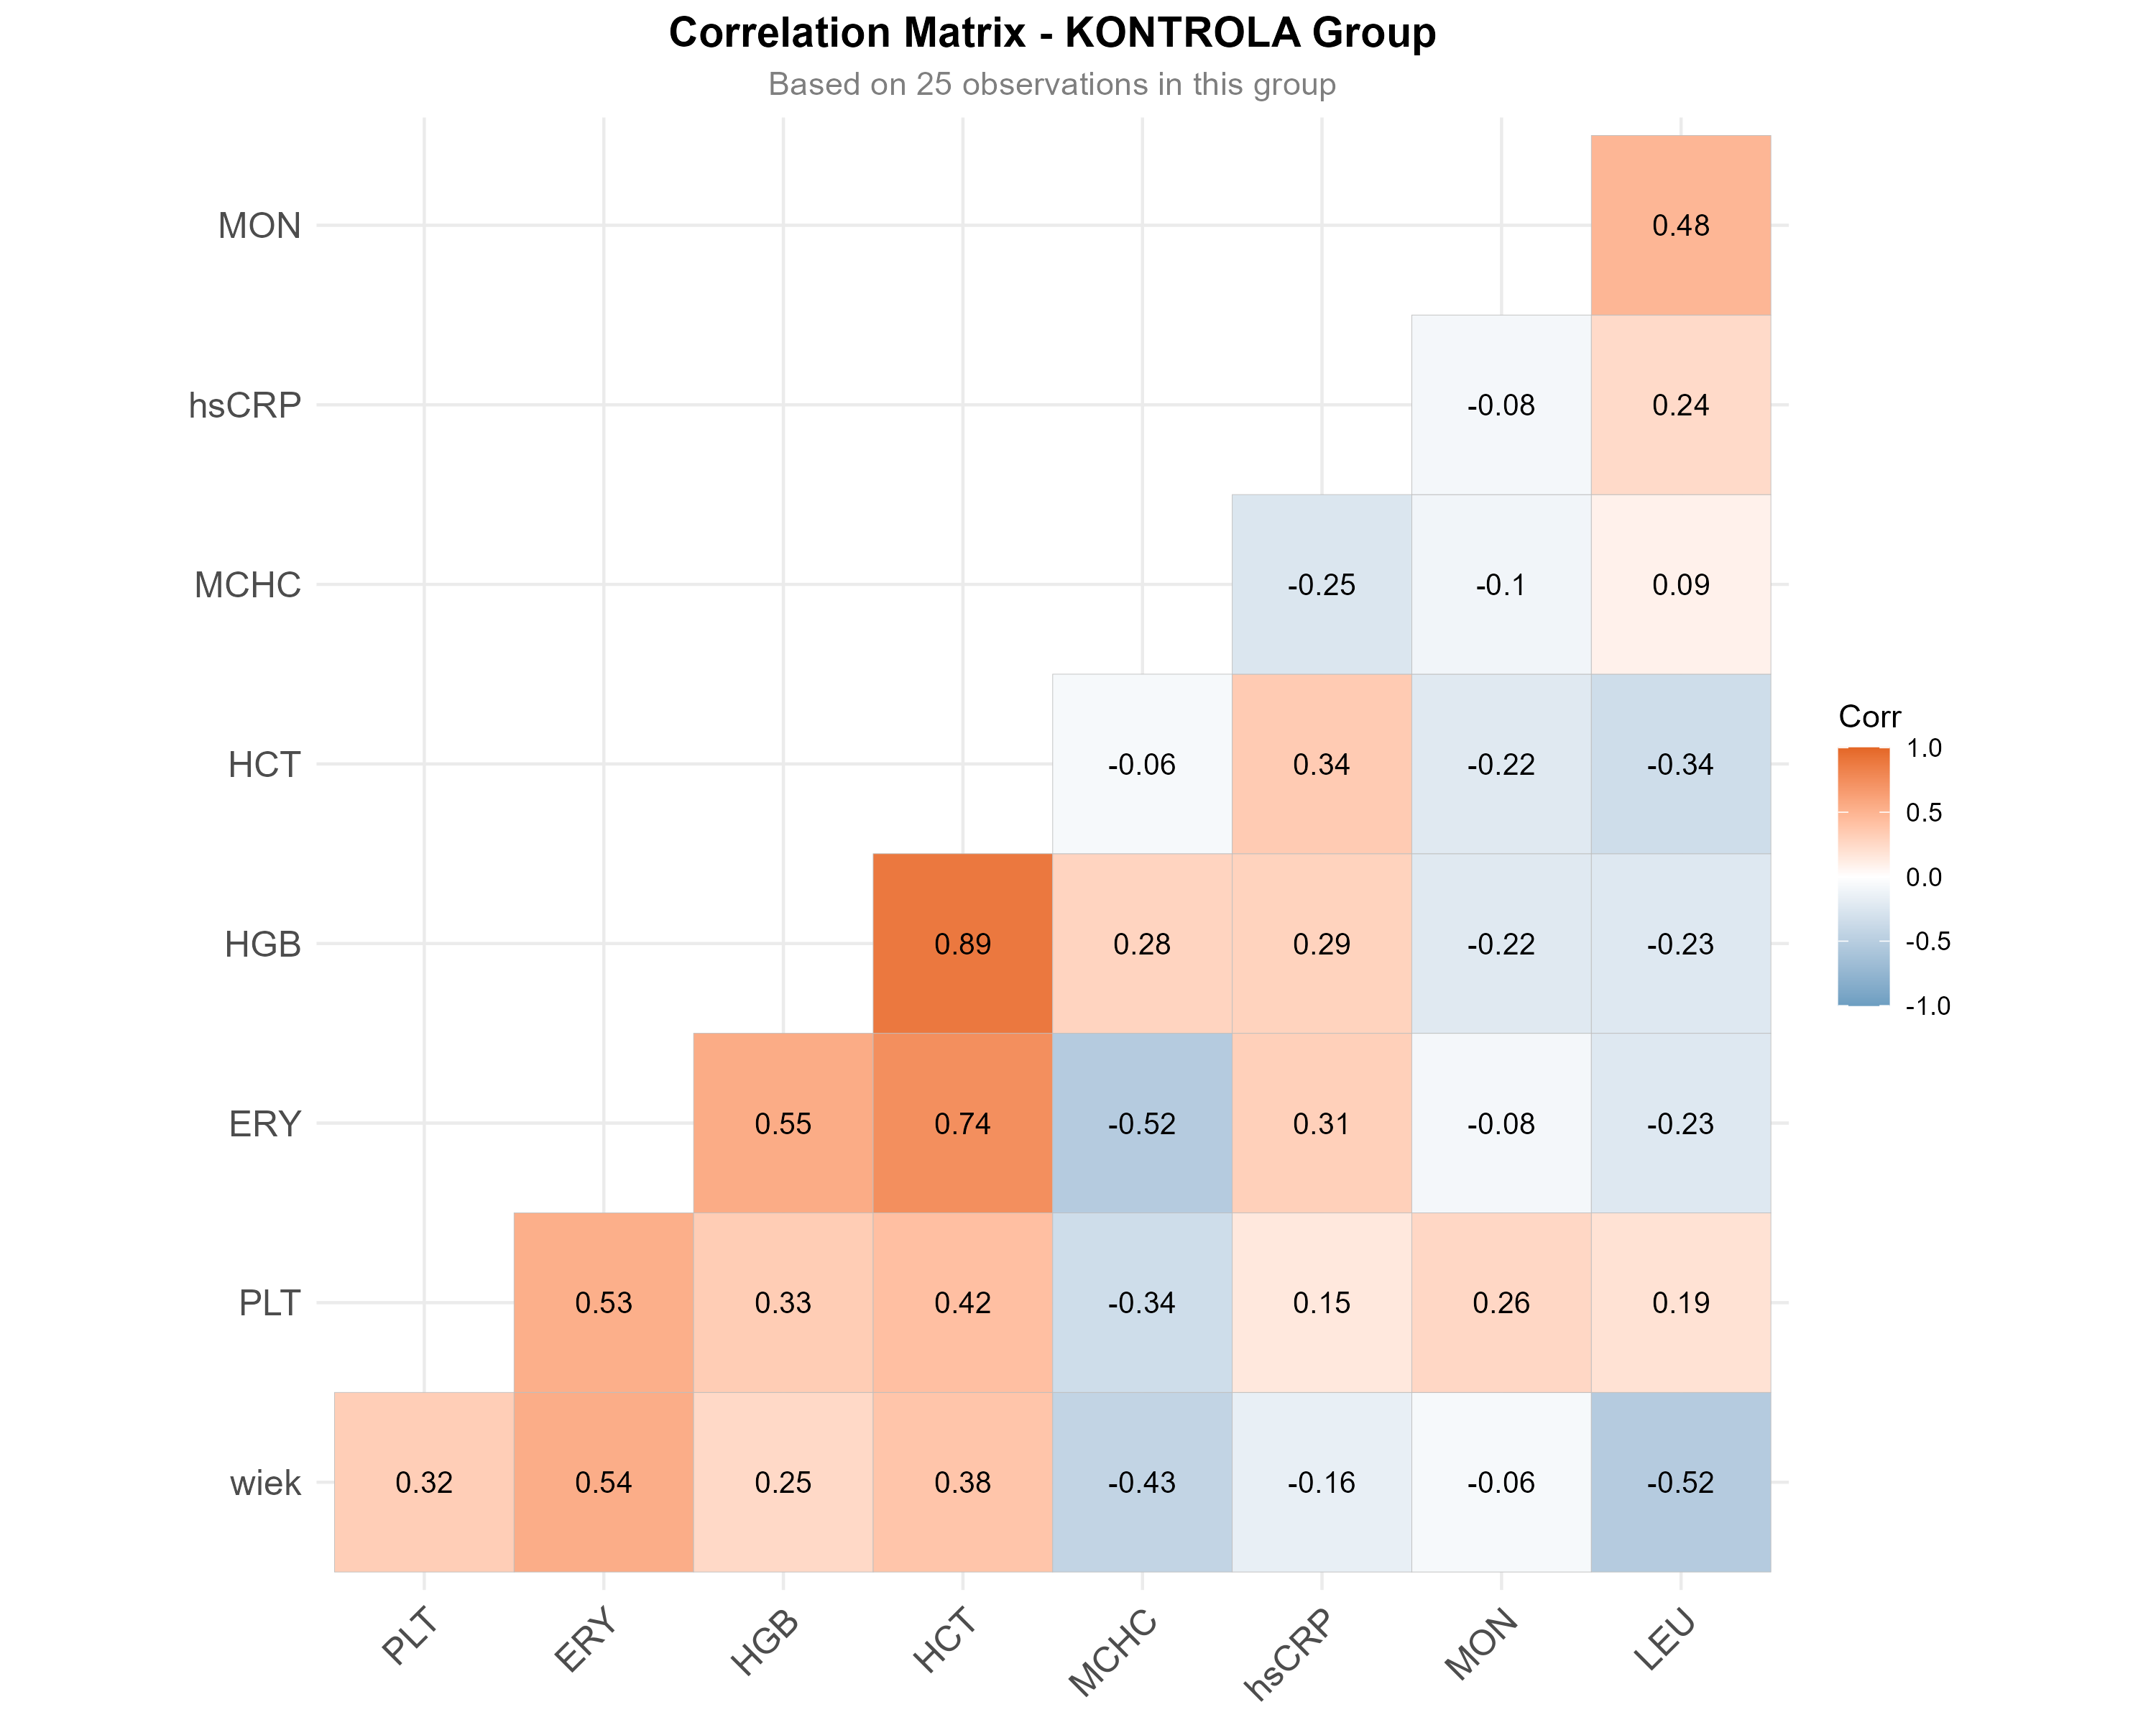 Correlation Matrix - KONTROLA Group
Based on 25 observations in this group
MON
0.48
hsCRP
-0.08 0.24
MCHC
-0.25 -0.1 0.09
HCT
-0.06 0.34 -0.22 -0.34
HGB
0.89 0.28 0.29 -0.22 -0.23
ERY
0.55 0.74 -0.52 0.31 -0.08 -0.23
PLT
0.53 0.33 0.42 -0.34 0.15 0.26 0.19
wiek
0.32 0.54 0.25 0.38 -0.43 -0.16 -0.06 -0.52
PLT ERY HGB HCT MCHC hsCRP MON LEU
Corr
1.0
0.5
0.0
-0.5
-1.0